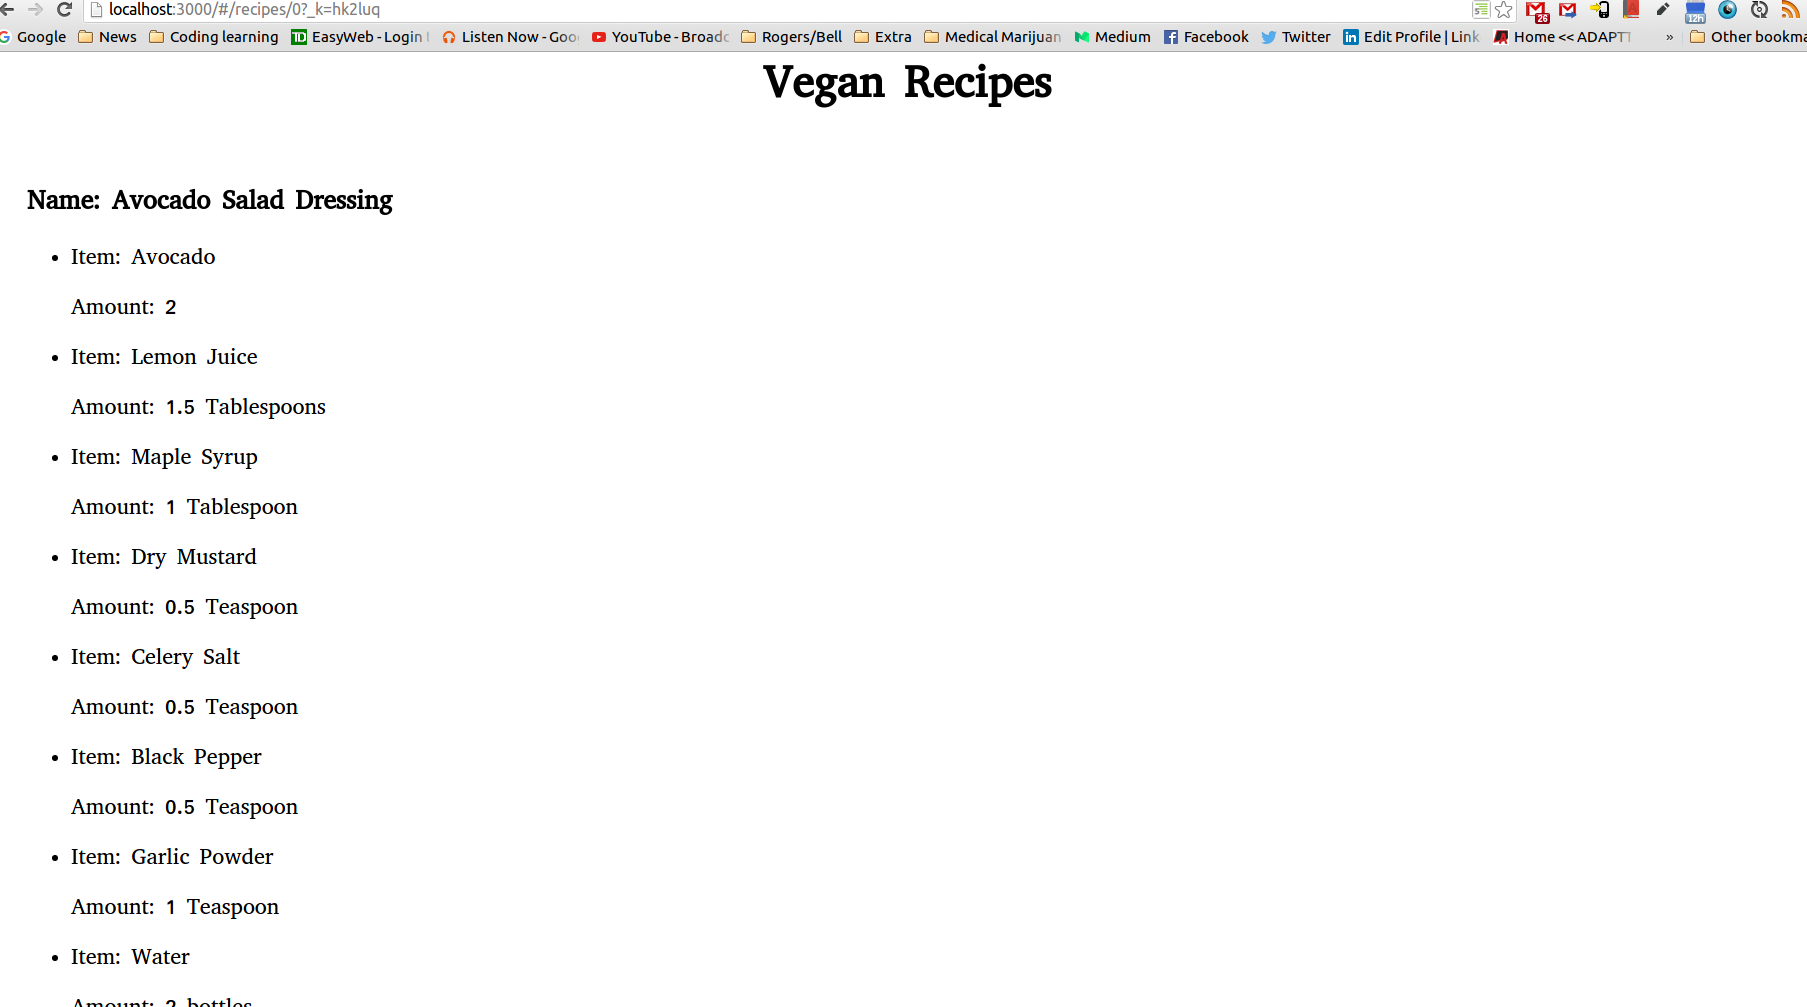 localhost:3000/#/recipes/0?_k=hk2luq
26
12h
Google News Coding learning TD EasyWeb - Login Listen Now - Goo YouTube - Broadc Rogers/Bell Extra Medical Marijuan Medium Facebook Twitter in Edit Profile | Link Home << ADAPTT » Other bookma
Vegan Recipes
Name: Avocado Salad Dressing
• Item: Avocado
Amount: 2
• Item: Lemon Juice
Amount: 1.5 Tablespoons
• Item: Maple Syrup
Amount: 1 Tablespoon
• Item: Dry Mustard
Amount: 0.5 Teaspoon
• Item: Celery Salt
Amount: 0.5 Teaspoon
• Item: Black Pepper
Amount: 0.5 Teaspoon
• Item: Garlic Powder
Amount: 1 Teaspoon
• Item: Water
Amount: 2 bottles